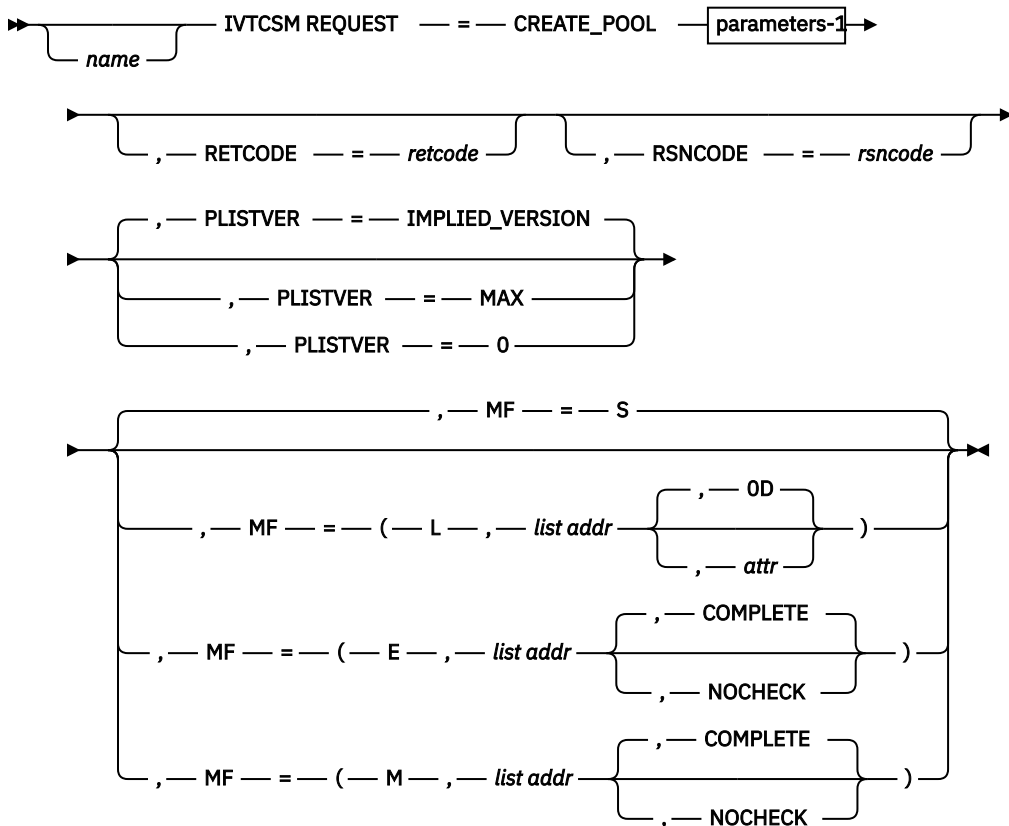 IVTCSM REQUEST = CREATE_POOL parameters-1
name
, RETCODE = retcode , RSNCODE = rsncode
, PLISTVER = IMPLIED_VERSION
, PLISTVER = MAX
, PLISTVER = 0
, MF = S
, 0D
, MF = ( L , list addr )
, attr
, COMPLETE
, MF = ( E , list addr )
, NOCHECK
, COMPLETE
, MF = ( M , list addr )
, NOCHECK